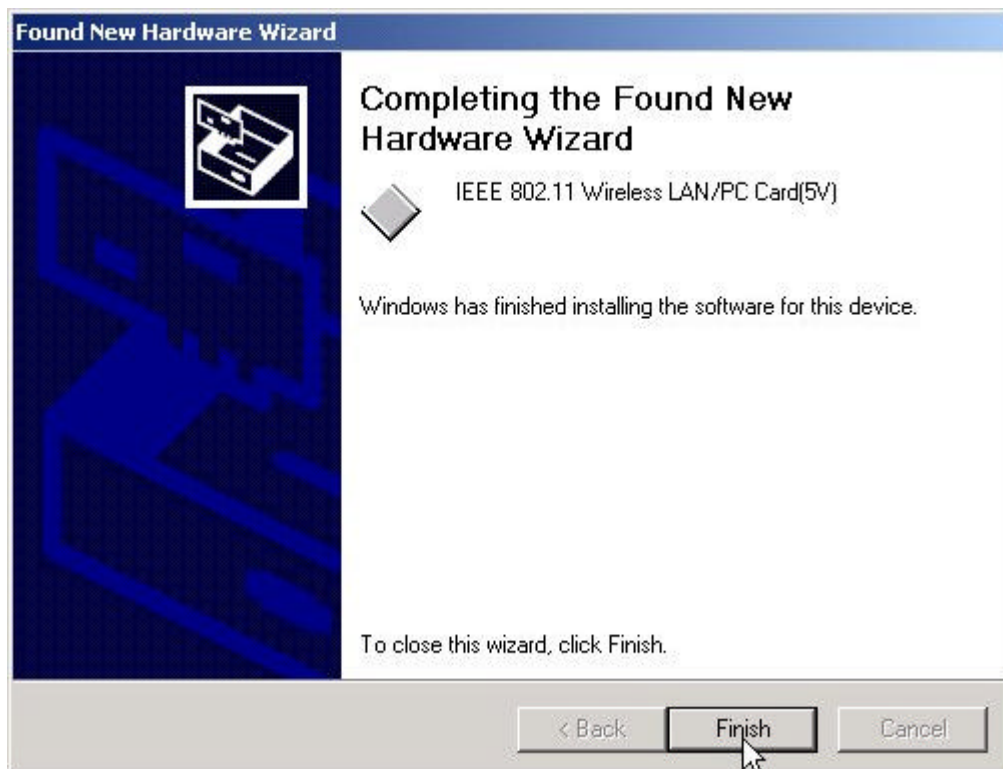 Found New Hardware Wizard
Completing the Found New
Hardware Wizard
IEEE 802.11 Wireless LAN/PC Card(5V)
Windows has finished installing the software for this device.
To close this wizard, click Finish.
< Back Finish Cancel